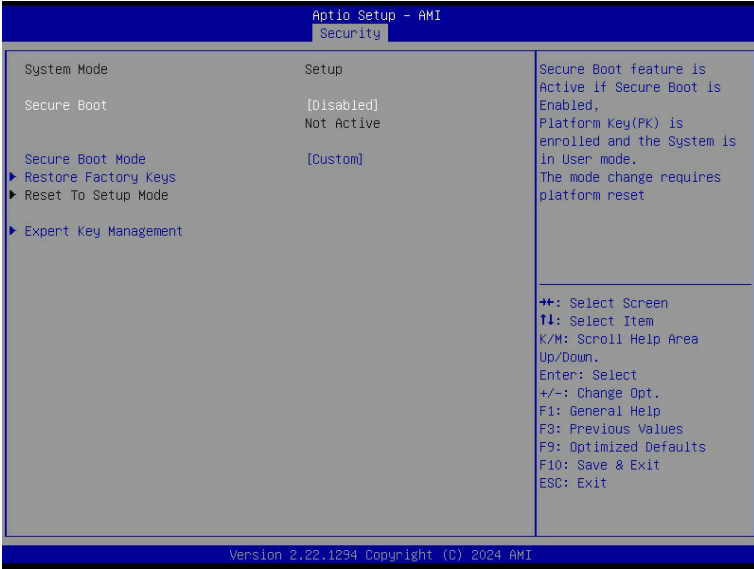 Aptio Setup – AMI
Security
System Mode Setup
Secure Boot [Disabled]
Not Active
Secure Boot Mode [Custom]
▶ Restore Factory Keys
▶ Reset To Setup Mode
▶ Expert Key Management
Secure Boot feature is
Active if Secure Boot is
Enabled,
Platform Key(PK) is
enrolled and the System is
in User mode.
The mode change requires
platform reset
→←: Select Screen
↑↓: Select Item
K/M: Scroll Help Area
Up/Down.
Enter: Select
+/-: Change Opt.
F1: General Help
F3: Previous Values
F9: Optimized Defaults
F10: Save & Exit
ESC: Exit
Version 2.22.1294 Copyright (C) 2024 AMI